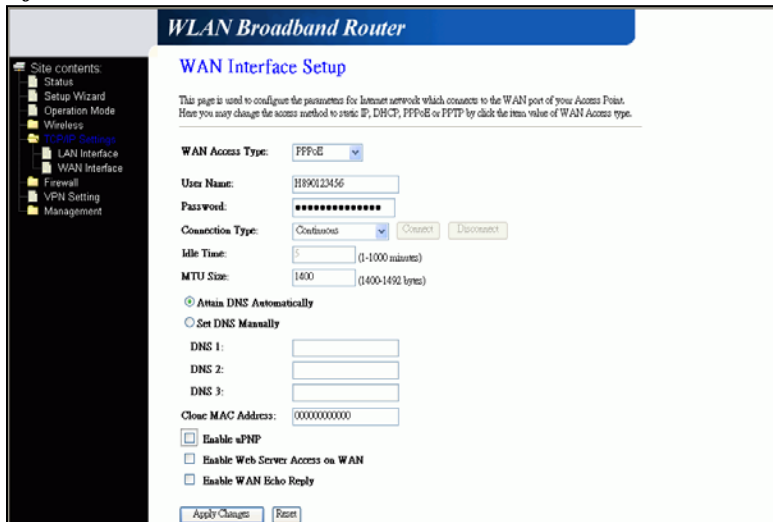 WLAN Broadband Router
Site contents:
Status
Setup Wizard
Operation Mode
Wireless
TCP/IP Settings
LAN Interface
WAN Interface
Firewall
VPN Setting
Management
WAN Interface Setup
This page is used to configure the parameters for Internet network which connects to the WAN port of your Access Point.
Here you may change the access method to static IP, DHCP, PPPoE or PPTP by click the item value of WAN Access type.
WAN Access Type: PPPoE
User Name: H890123456
Password: ●●●●●●●●●●●●●●
Connection Type: Continuous Connect Disconnect
Idle Time: 5 (1-1000 minutes)
MTU Size: 1400 (1400-1492 bytes)
Attain DNS Automatically
Set DNS Manually
DNS 1:
DNS 2:
DNS 3:
Clone MAC Address: 000000000000
Enable uPNP
Enable Web Server Access on WAN
Enable WAN Echo Reply
Apply Changes Reset